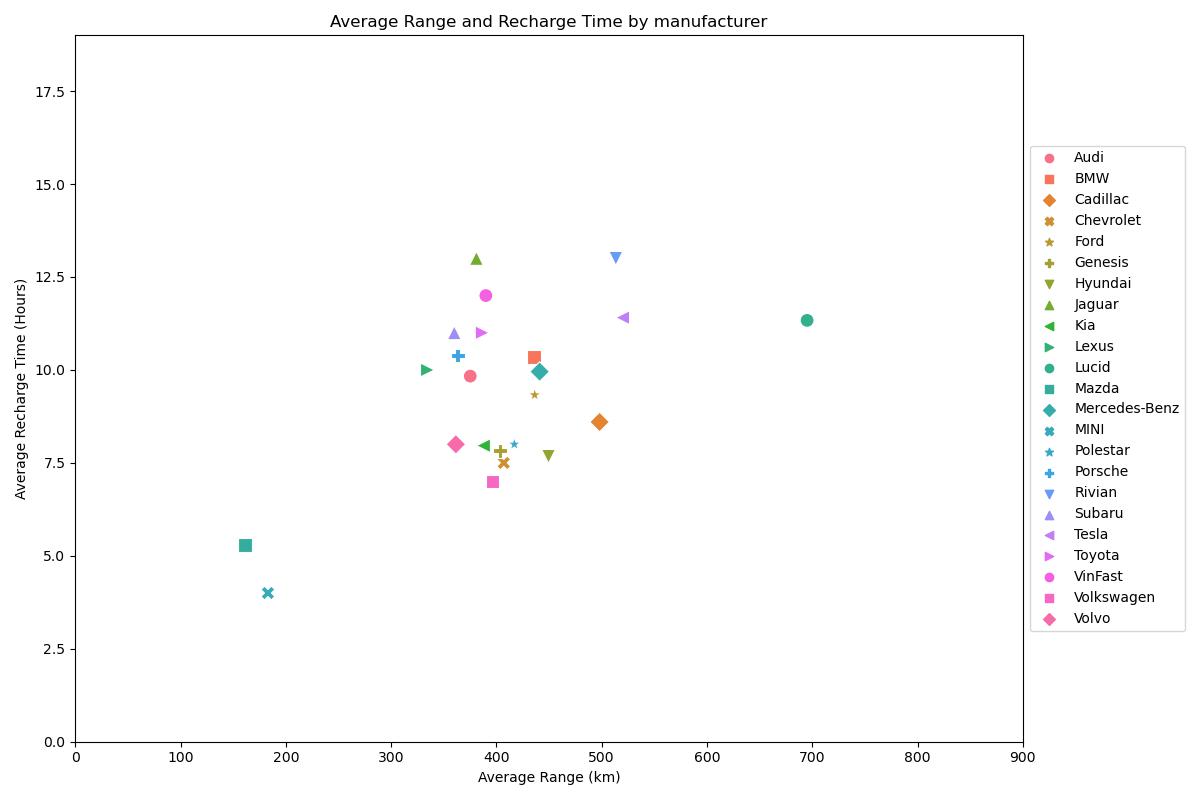 Average Range and Recharge Time by manufacturer
Average Recharge Time (Hours)
17.5
15.0
12.5
10.0
7.5
5.0
2.5
0.0
0 100 200 300 400 500 600 700 800 900
Average Range (km)
Audi
BMW
Cadillac
Chevrolet
Ford
Genesis
Hyundai
Jaguar
Kia
Lexus
Lucid
Mazda
Mercedes-Benz
MINI
Polestar
Porsche
Rivian
Subaru
Tesla
Toyota
VinFast
Volkswagen
Volvo